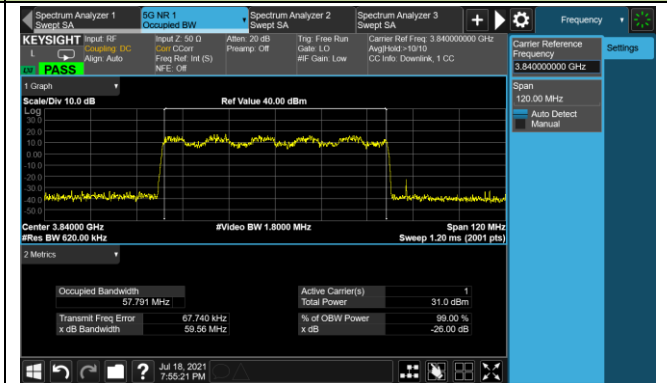 Spectrum Analyzer 1
Swept SA
5G NR 1
Occupied BW
Spectrum Analyzer 2
Swept SA
Spectrum Analyzer 3
Swept SA
+
Frequency
KEYSIGHT
L
PASS
Input: RF
Coupling: DC
Align: Auto
Input Z: 50 Ω
Corr CCorr
Freq Ref: Int (S)
NFE: Off
Atten: 20 dB
Preamp: Off
Trig: Free Run
Gate: LO
#IF Gain: Low
Carrier Ref Freq: 3.840000000 GHz
Avg|Hold:>10/10
CC Info: Downlink, 1 CC
Carrier Reference
Frequency
3.840000000 GHz
Settings
Span
120.00 MHz
Auto Detect
Manual
1 Graph
Scale/Div 10.0 dB
Ref Value 40.00 dBm
Log
30.0
20.0
10.0
0.00
-10.0
-20.0
-30.0
-40.0
-50.0
Center 3.84000 GHz
#Video BW 1.8000 MHz
Span 120 MHz
#Res BW 620.00 kHz
Sweep 1.20 ms (2001 pts)
2 Metrics
Occupied Bandwidth
57.791 MHz
Active Carrier(s) 1
Total Power 31.0 dBm
Transmit Freq Error 67.740 kHz
x dB Bandwidth 59.56 MHz
% of OBW Power 99.00 %
x dB -26.00 dB
?
Jul 18, 2021
7:55:21 PM